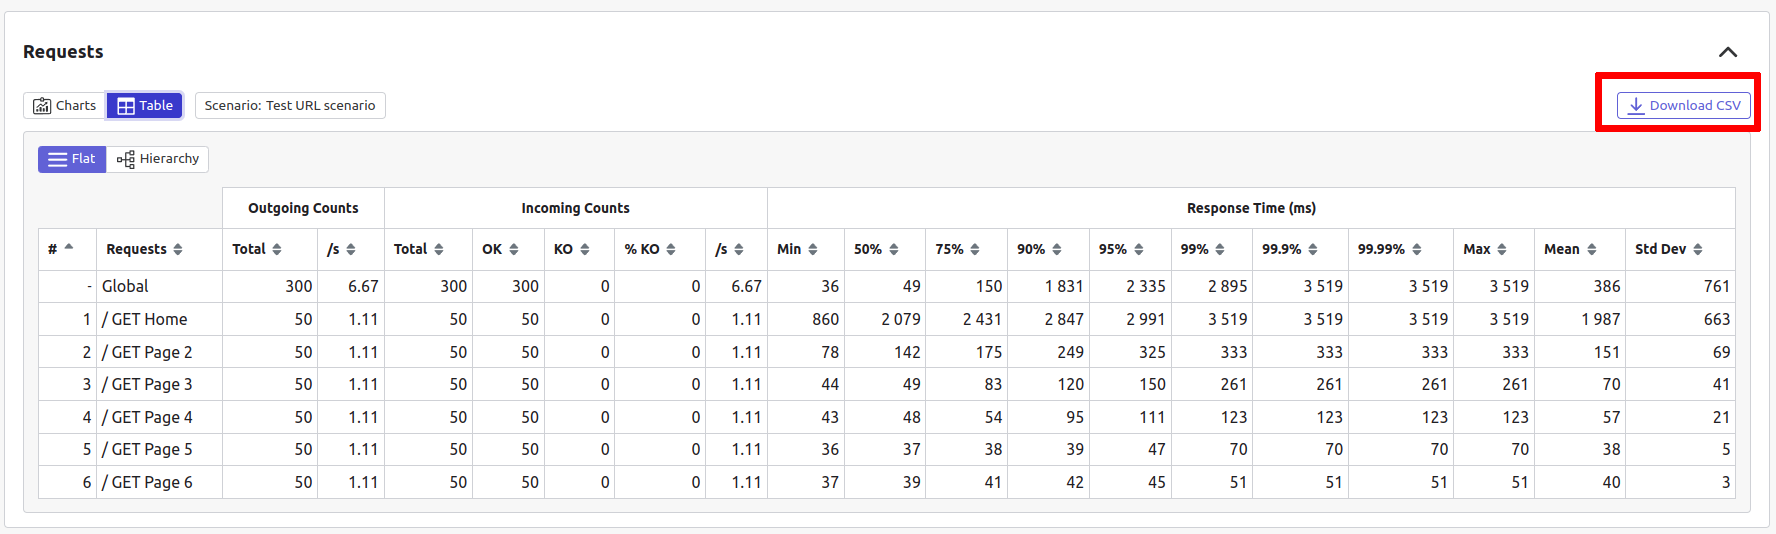 Requests
Charts Table Scenario: Test URL scenario Download CSV
Flat Hierarchy
Outgoing Counts Incoming Counts Response Time (ms)
# Requests Total /s Total OK KO % KO /s Min 50% 75% 90% 95% 99% 99.9% 99.99% Max Mean Std Dev
- Global 300 6.67 300 300 0 0 6.67 36 49 150 1 831 2 335 2 895 3 519 3 519 3 519 386 761
1 / GET Home 50 1.11 50 50 0 0 1.11 860 2 079 2 431 2 847 2 991 3 519 3 519 3 519 3 519 1 987 663
2 / GET Page 2 50 1.11 50 50 0 0 1.11 78 142 175 249 325 333 333 333 333 151 69
3 / GET Page 3 50 1.11 50 50 0 0 1.11 44 49 83 120 150 261 261 261 261 70 41
4 / GET Page 4 50 1.11 50 50 0 0 1.11 43 48 54 95 111 123 123 123 123 57 21
5 / GET Page 5 50 1.11 50 50 0 0 1.11 36 37 38 39 47 70 70 70 70 38 5
6 / GET Page 6 50 1.11 50 50 0 0 1.11 37 39 41 42 45 51 51 51 51 40 3